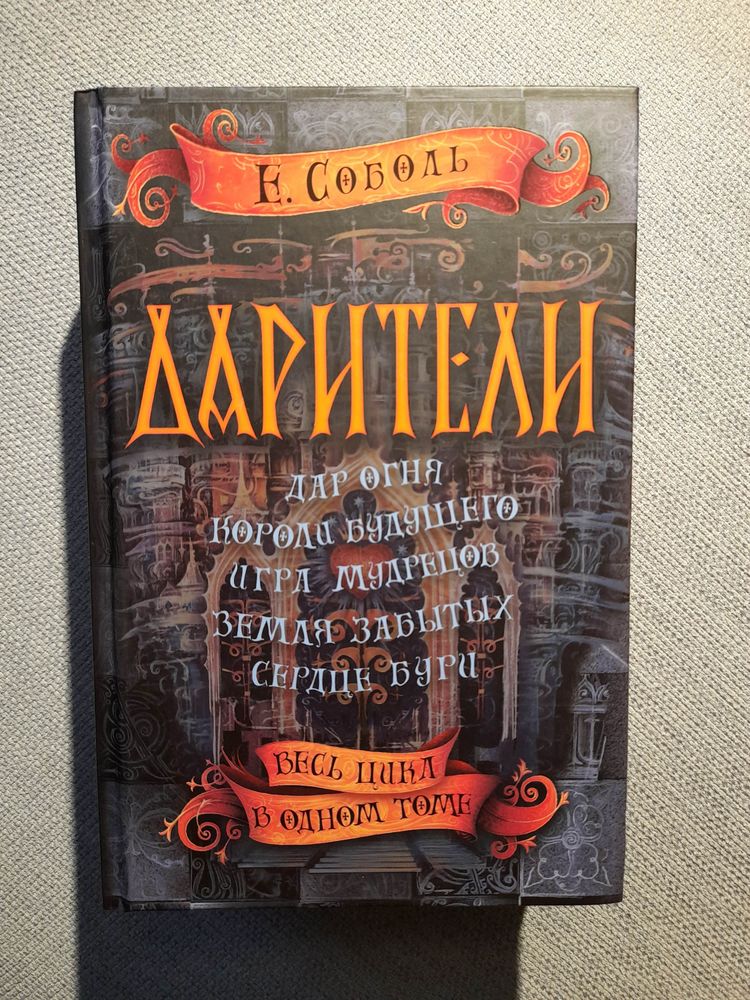 Е. Соболь
ДАРИТЕЛИ
ДАР ОГНЯ
КОРОЛИ БУДУЩЕГО
ИГРА МУДРЕЦОВ
ЗЕМЛЯ ЗАБЫТЫХ
СЕРДЦЕ БУРИ
ВЕСЬ ЦИКЛ
В ОДНОМ ТОМЕ